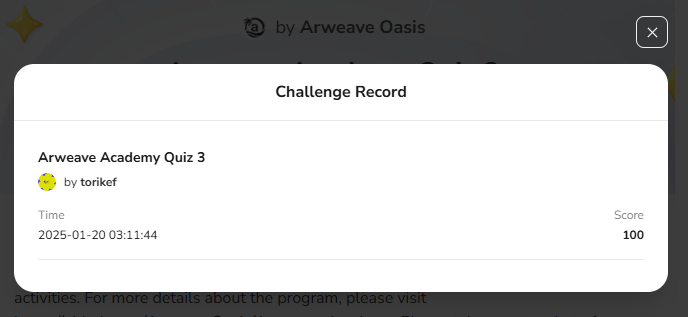 by Arweave Oasis
Challenge Record
Arweave Academy Quiz 3
by torikef
Time
Score
2025-01-20 03:11:44
100
activities. For more details about the program, please visit